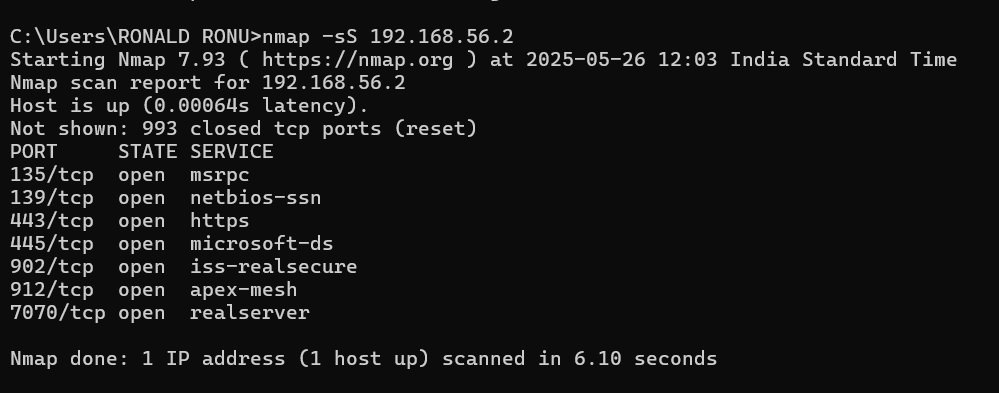 C:\Users\RONALD RONU>nmap -sS 192.168.56.2
Starting Nmap 7.93 ( https://nmap.org ) at 2025-05-26 12:03 India Standard Time
Nmap scan report for 192.168.56.2
Host is up (0.00064s latency).
Not shown: 993 closed tcp ports (reset)
PORT     STATE SERVICE
135/tcp  open  msrpc
139/tcp  open  netbios-ssn
443/tcp  open  https
445/tcp  open  microsoft-ds
902/tcp  open  iss-realsecure
912/tcp  open  apex-mesh
7070/tcp open  realserver
Nmap done: 1 IP address (1 host up) scanned in 6.10 seconds